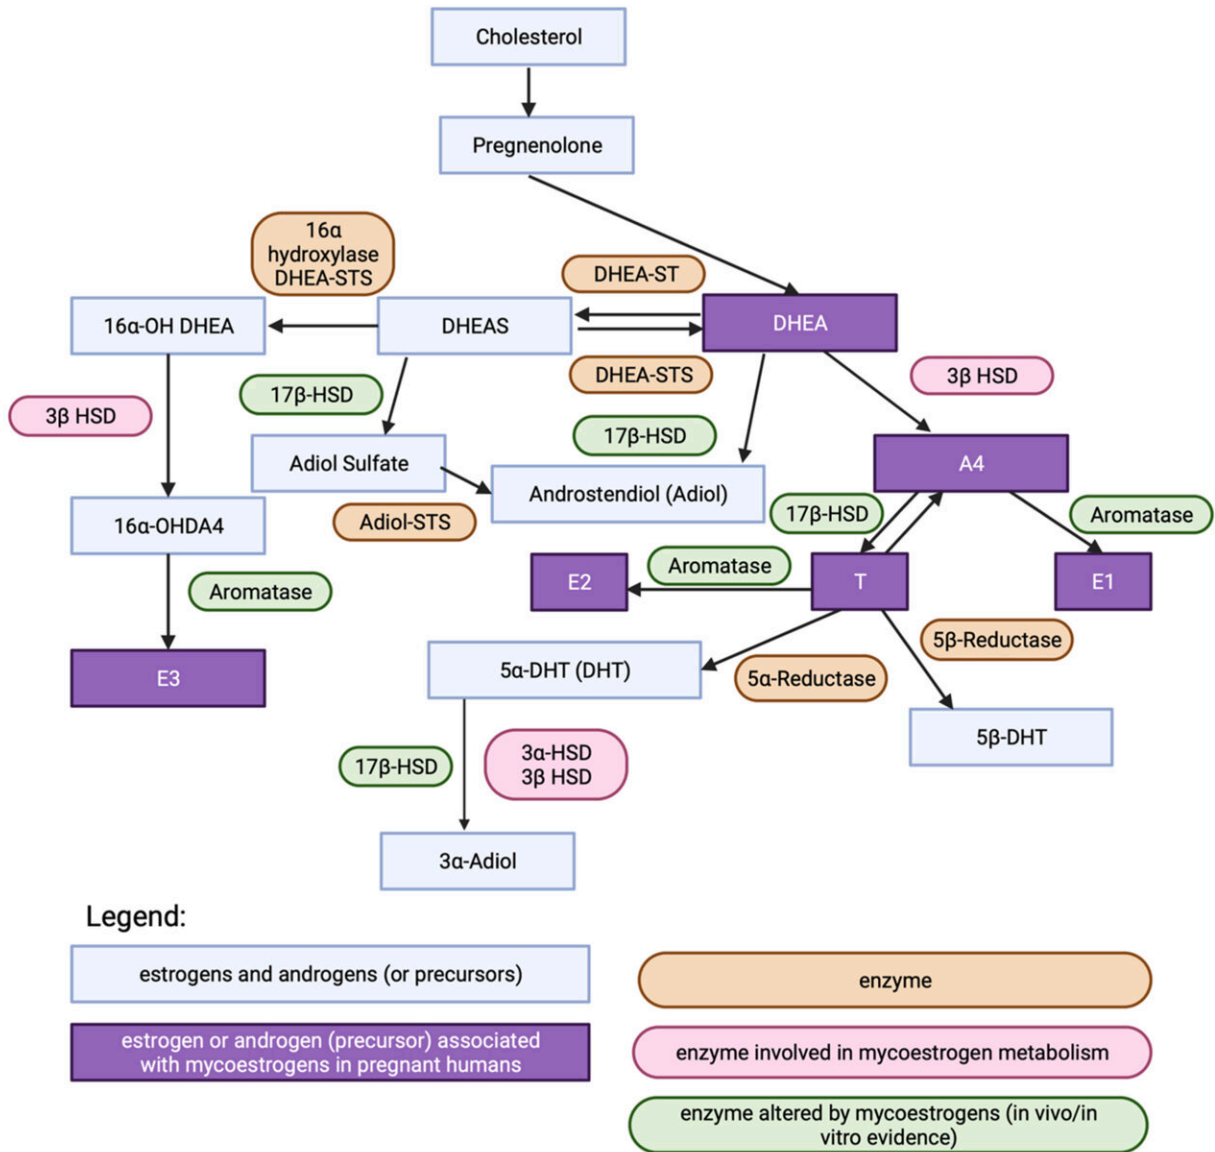 Cholesterol
Pregnenolone
16α
hydroxylase
DHEA-STS
DHEA-ST
16α-OH DHEA
DHEAS
DHEA
DHEA-STS
3β HSD
17β-HSD
3β HSD
17β-HSD
Adiol Sulfate
A4
Androstendiol (Adiol)
Adiol-STS
17β-HSD
Aromatase
16α-OHDA4
Aromatase
E2
Aromatase
T
E1
5β-Reductase
E3
5α-DHT (DHT)
5α-Reductase
5β-DHT
17β-HSD
3α-HSD
3β HSD
3α-Adiol
Legend:
estrogens and androgens (or precursors)
enzyme
estrogen or androgen (precursor) associated
with mycoestrogens in pregnant humans
enzyme involved in mycoestrogen metabolism
enzyme altered by mycoestrogens (in vivo/in
vitro evidence)